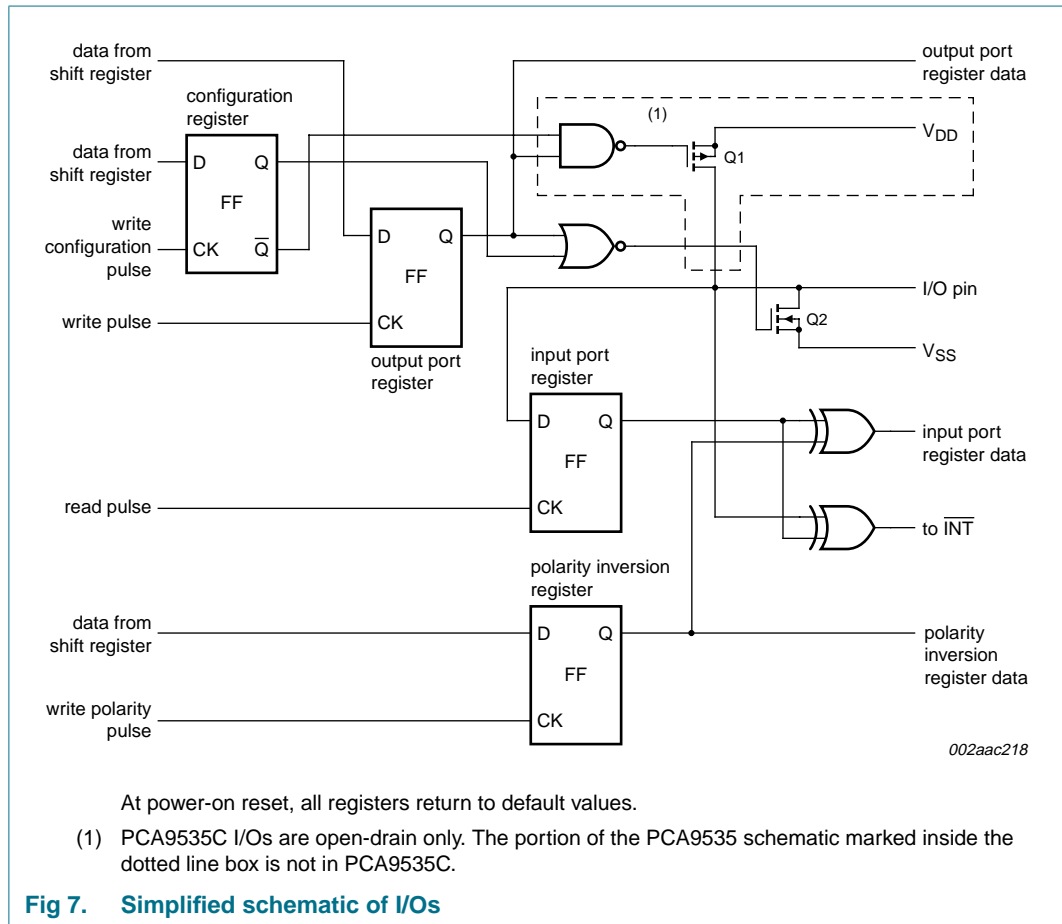 data from
shift register
output port
register data
configuration
register
(1)
V_DD
data from
shift register
D
Q
Q1
FF
write
configuration
pulse
CK
Q̅
D
Q
FF
I/O pin
Q2
write pulse
CK
V_SS
output port
register
input port
register
D
Q
input port
register data
FF
read pulse
CK
to I̅N̅T̅
polarity inversion
register
data from
shift register
D
Q
polarity
inversion
register data
FF
write polarity
pulse
CK
002aac218
At power-on reset, all registers return to default values.
(1) PCA9535C I/Os are open-drain only. The portion of the PCA9535 schematic marked inside the
dotted line box is not in PCA9535C.
Fig 7. Simplified schematic of I/Os